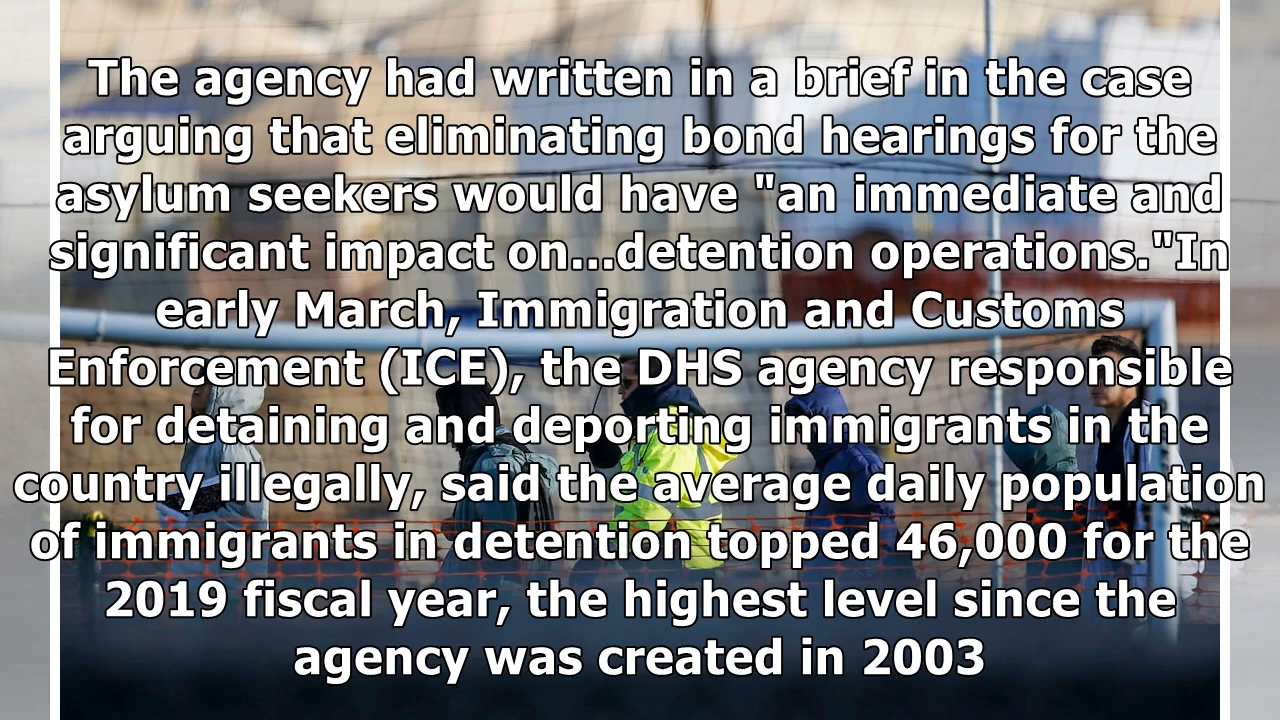 The agency had written in a brief in the case
arguing that eliminating bond hearings for the
asylum seekers would have "an immediate and
significant impact on...detention operations."In
early March, Immigration and Customs
Enforcement (ICE), the DHS agency responsible
for detaining and deporting immigrants in the
country illegally, said the average daily population
of immigrants in detention topped 46,000 for the
2019 fiscal year, the highest level since the
agency was created in 2003